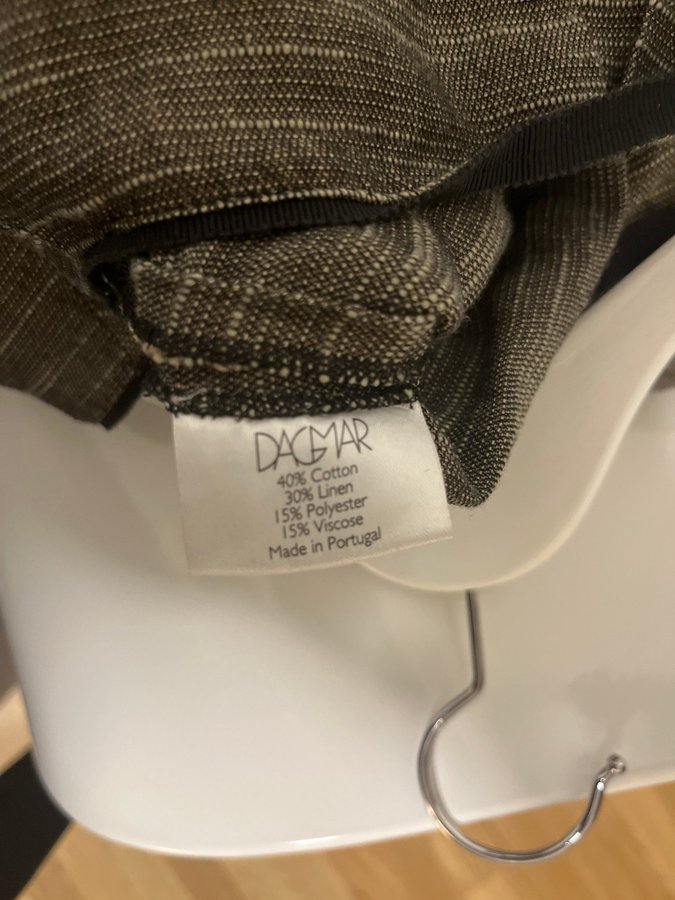 DAGMAR
40% Cotton
30% Linen
15% Polyester
15% Viscose
Made in Portugal